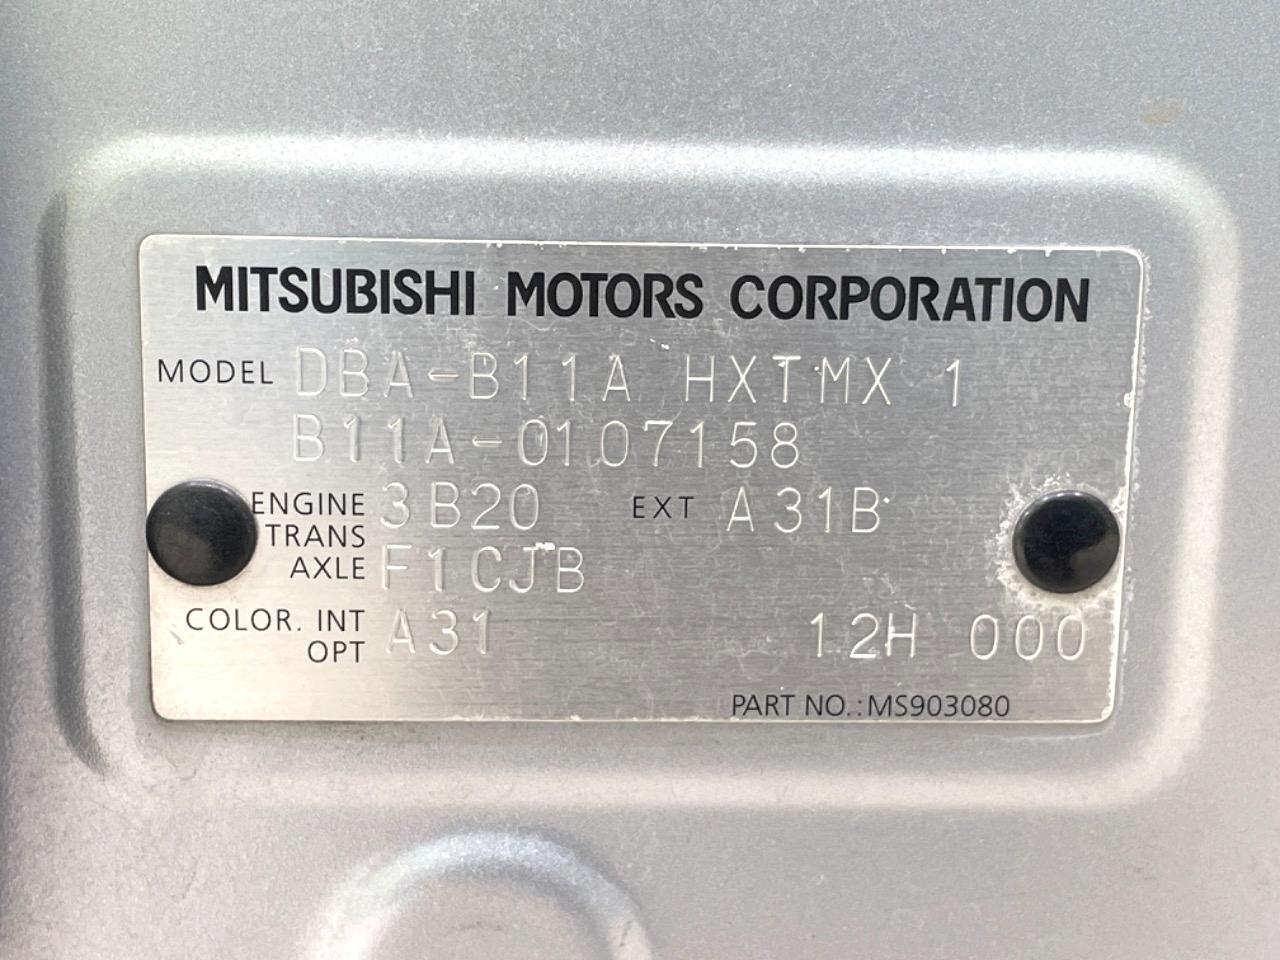 MITSUBISHI MOTORS CORPORATION
MODEL DBA-B11A HXTMX 1
B11A-0107158
ENGINE 3B20 EXT A31B
TRANS
AXLE F1CJB
COLOR. INT A31 12H 000
OPT
PART NO.:MS903080